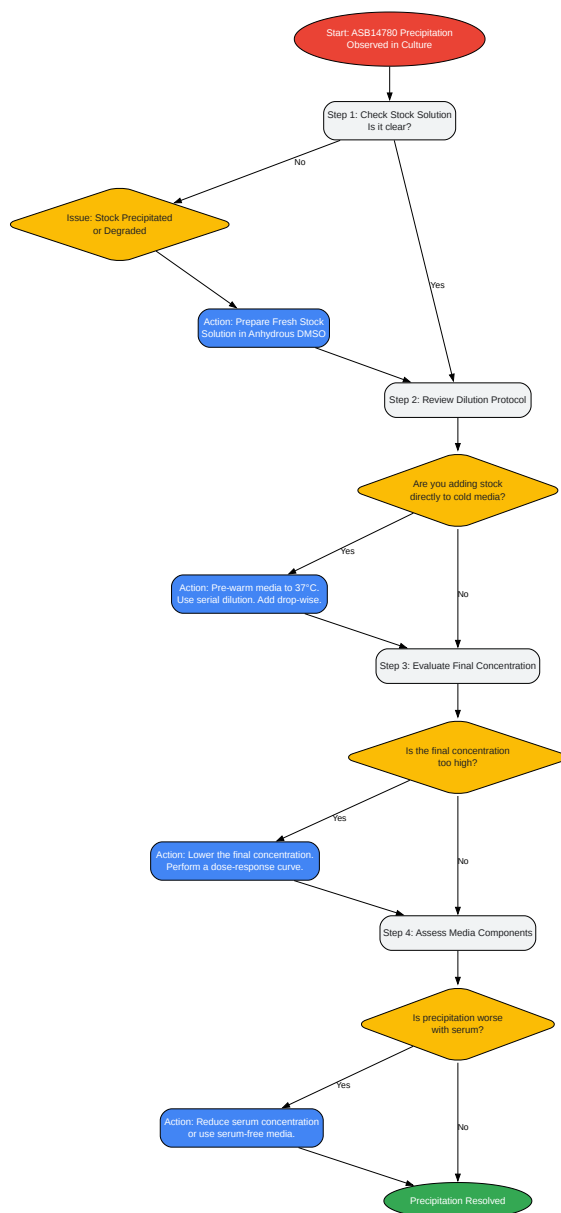 Start: ASB14780 Precipitation
Observed in Culture
Step 1: Check Stock Solution
Is it clear?
No
Issue: Stock Precipitated
or Degraded
Yes
Action: Prepare Fresh Stock
Solution in Anhydrous DMSO
Step 2: Review Dilution Protocol
Are you adding stock
directly to cold media?
Yes
Action: Pre-warm media to 37°C.
Use serial dilution. Add drop-wise.
No
Step 3: Evaluate Final Concentration
Is the final concentration
too high?
Yes
Action: Lower the final concentration.
Perform a dose-response curve.
No
Step 4: Assess Media Components
Is precipitation worse
with serum?
Yes
Action: Reduce serum concentration
or use serum-free media.
No
Precipitation Resolved